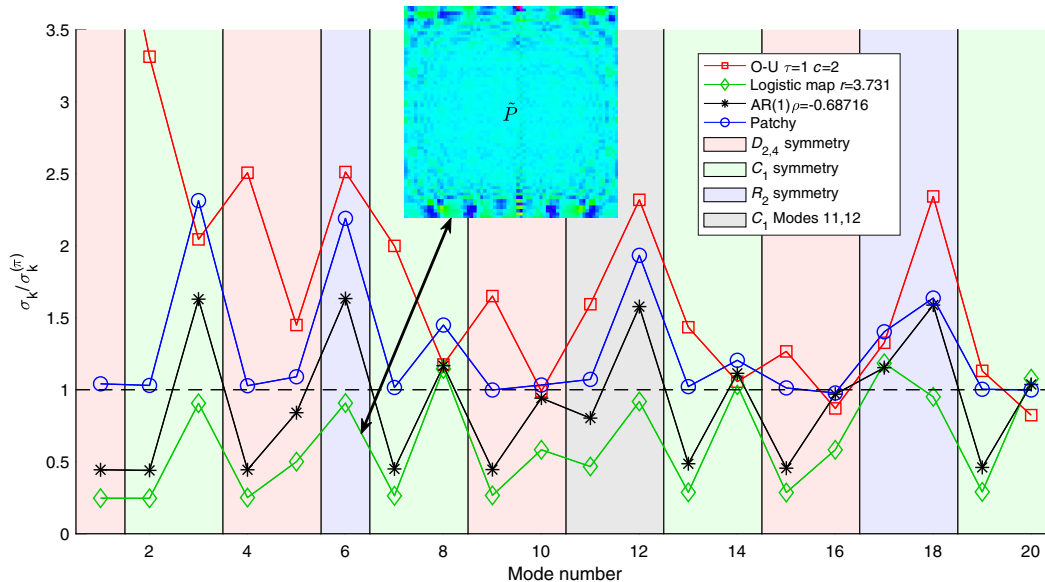 3.5
3
2.5
2
1.5
1
0.5
0
σk/σk(π)
P̃
O-U τ=1 c=2
Logistic map r=3.731
AR(1)ρ=-0.68716
Patchy
D2,4 symmetry
C1 symmetry
R2 symmetry
C1 Modes 11,12
2 4 6 8 10 12 14 16 18 20
Mode number